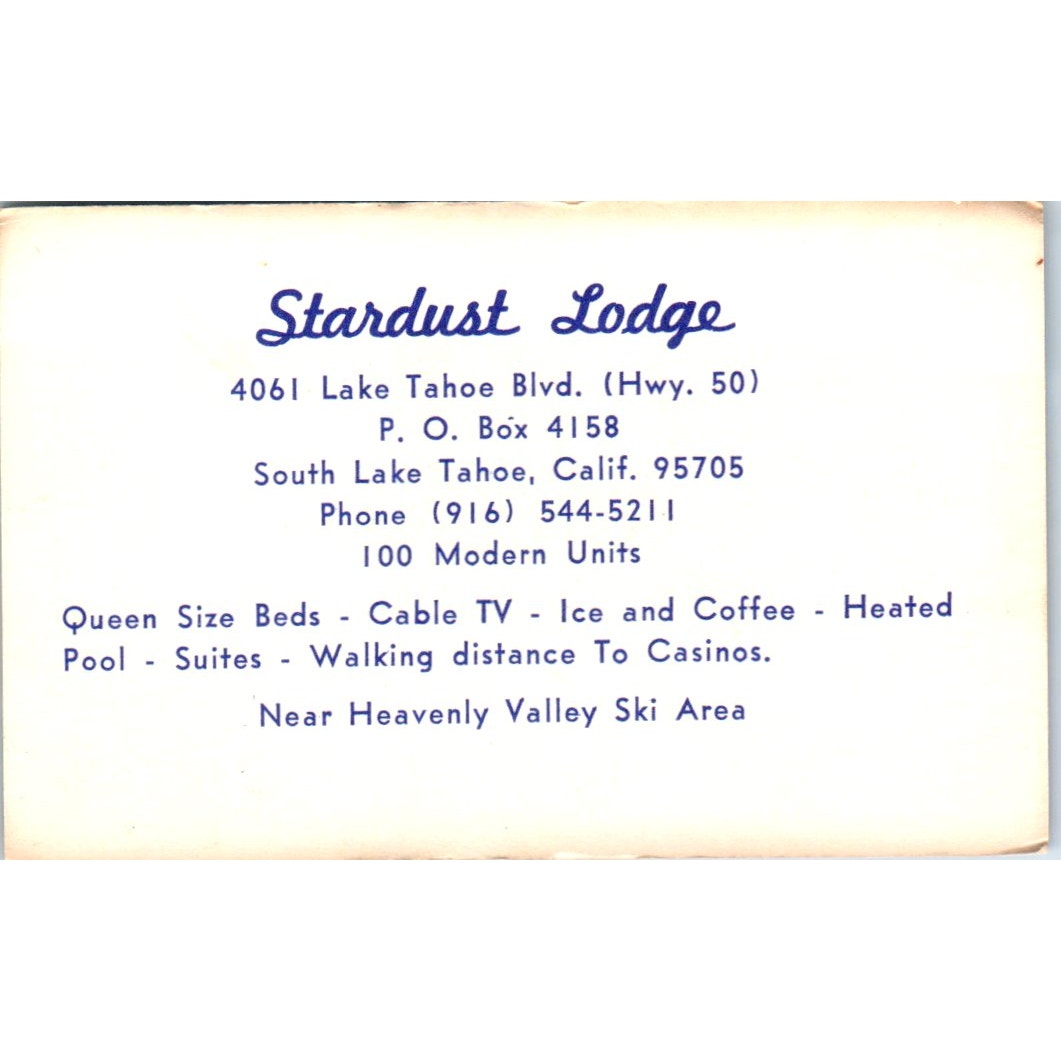 Stardust Lodge
4061 Lake Tahoe Blvd. (Hwy. 50)
P. O. Box 4158
South Lake Tahoe, Calif. 95705
Phone (916) 544-5211
100 Modern Units
Queen Size Beds - Cable TV - Ice and Coffee - Heated
Pool - Suites - Walking distance To Casinos.
Near Heavenly Valley Ski Area